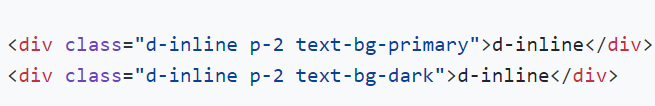 <div class="d-inline p-2 text-bg-primary">d-inline</div>
<div class="d-inline p-2 text-bg-dark">d-inline</div>